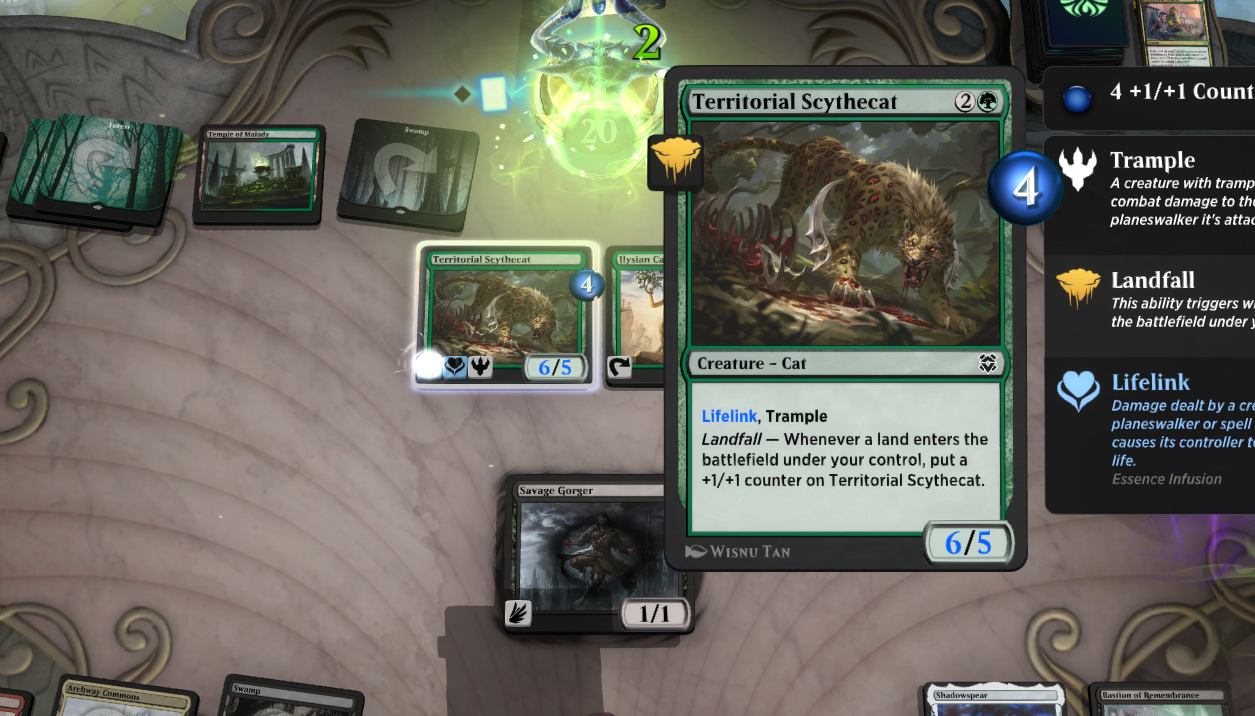 2
20
Forest
Temple of Malady
Swamp
Territorial Scythecat
4
6/5
Ilysian Ca
Territorial Scythecat
2
4
Creature – Cat
Lifelink, Trample
Landfall — Whenever a land enters the
battlefield under your control, put a
+1/+1 counter on Territorial Scythecat.
Wisnu Tan
6/5
4 +1/+1 Count
Trample
A creature with tramp
combat damage to the
planeswalker it's attac
Landfall
This ability triggers w
the battlefield under y
Lifelink
Damage dealt by a cre
planeswalker or spell
causes its controller to
life.
Essence Infusion
Savage Gorger
1/1
Archway Commons
Swamp
Shadowspear
Bastion of Remembrance